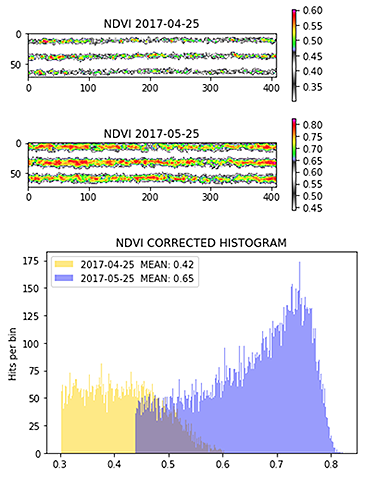 NDVI 2017-04-25
0
50
0 100 200 300 400
0.60
0.55
0.50
0.45
0.40
0.35
NDVI 2017-05-25
0
50
0 100 200 300 400
0.80
0.75
0.70
0.65
0.60
0.55
0.50
0.45
NDVI CORRECTED HISTOGRAM
2017-04-25 MEAN: 0.42
2017-05-25 MEAN: 0.65
Hits per bin
175
150
125
100
75
50
25
0
0.3 0.4 0.5 0.6 0.7 0.8